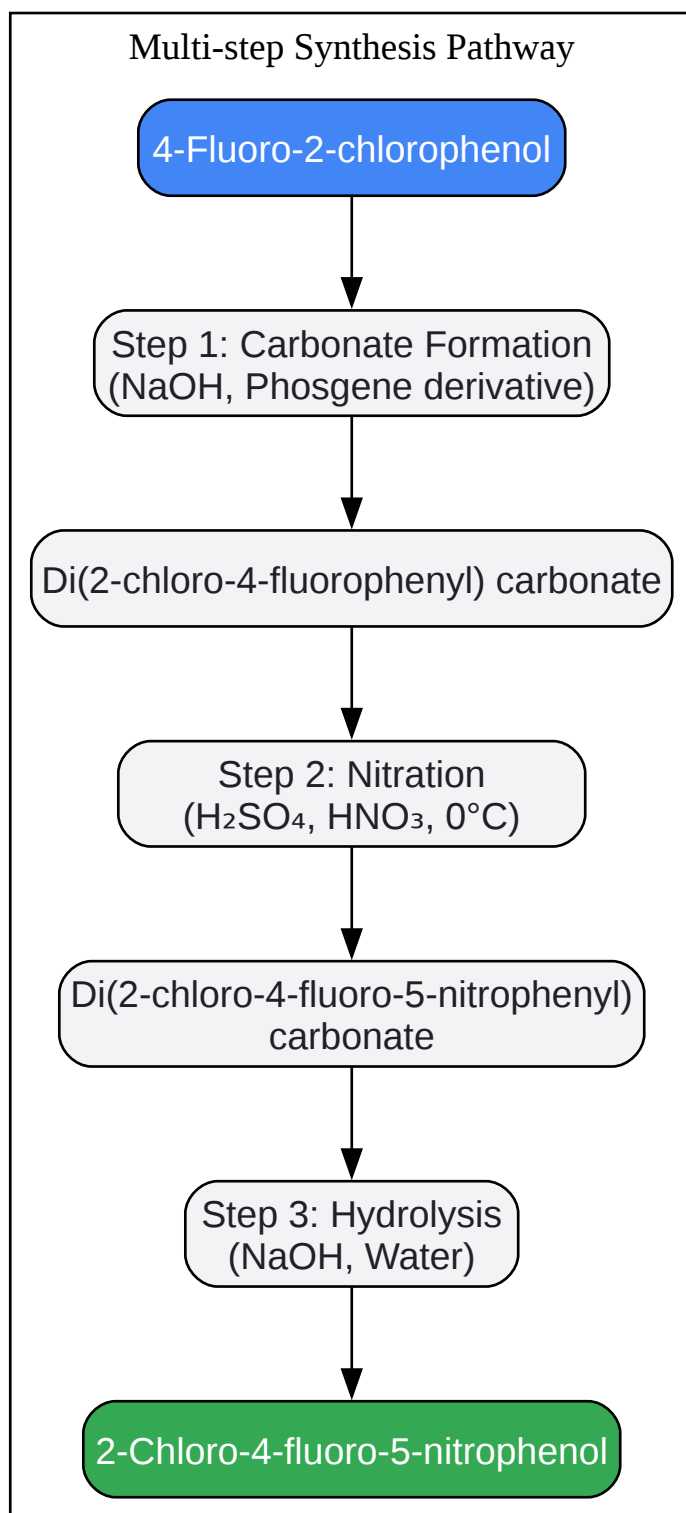 Multi-step Synthesis Pathway
4-Fluoro-2-chlorophenol
Step 1: Carbonate Formation
(NaOH, Phosgene derivative)
Di(2-chloro-4-fluorophenyl) carbonate
Step 2: Nitration
(H₂SO₄, HNO₃, 0°C)
Di(2-chloro-4-fluoro-5-nitrophenyl)
carbonate
Step 3: Hydrolysis
(NaOH, Water)
2-Chloro-4-fluoro-5-nitrophenol